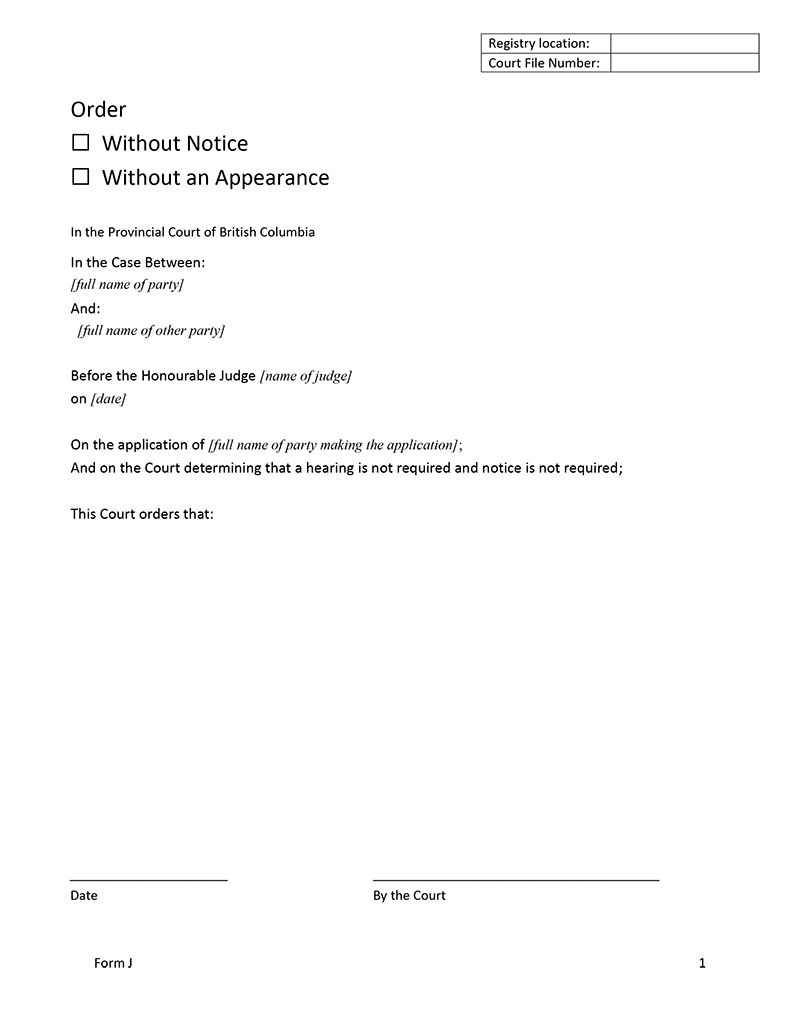 Registry location:
Court File Number:
Order
☐ Without Notice
☐ Without an Appearance
In the Provincial Court of British Columbia
In the Case Between:
[full name of party]
And:
[full name of other party]
Before the Honourable Judge [name of judge]
on [date]
On the application of [full name of party making the application];
And on the Court determining that a hearing is not required and notice is not required;
This Court orders that:
Date
By the Court
Form J
1